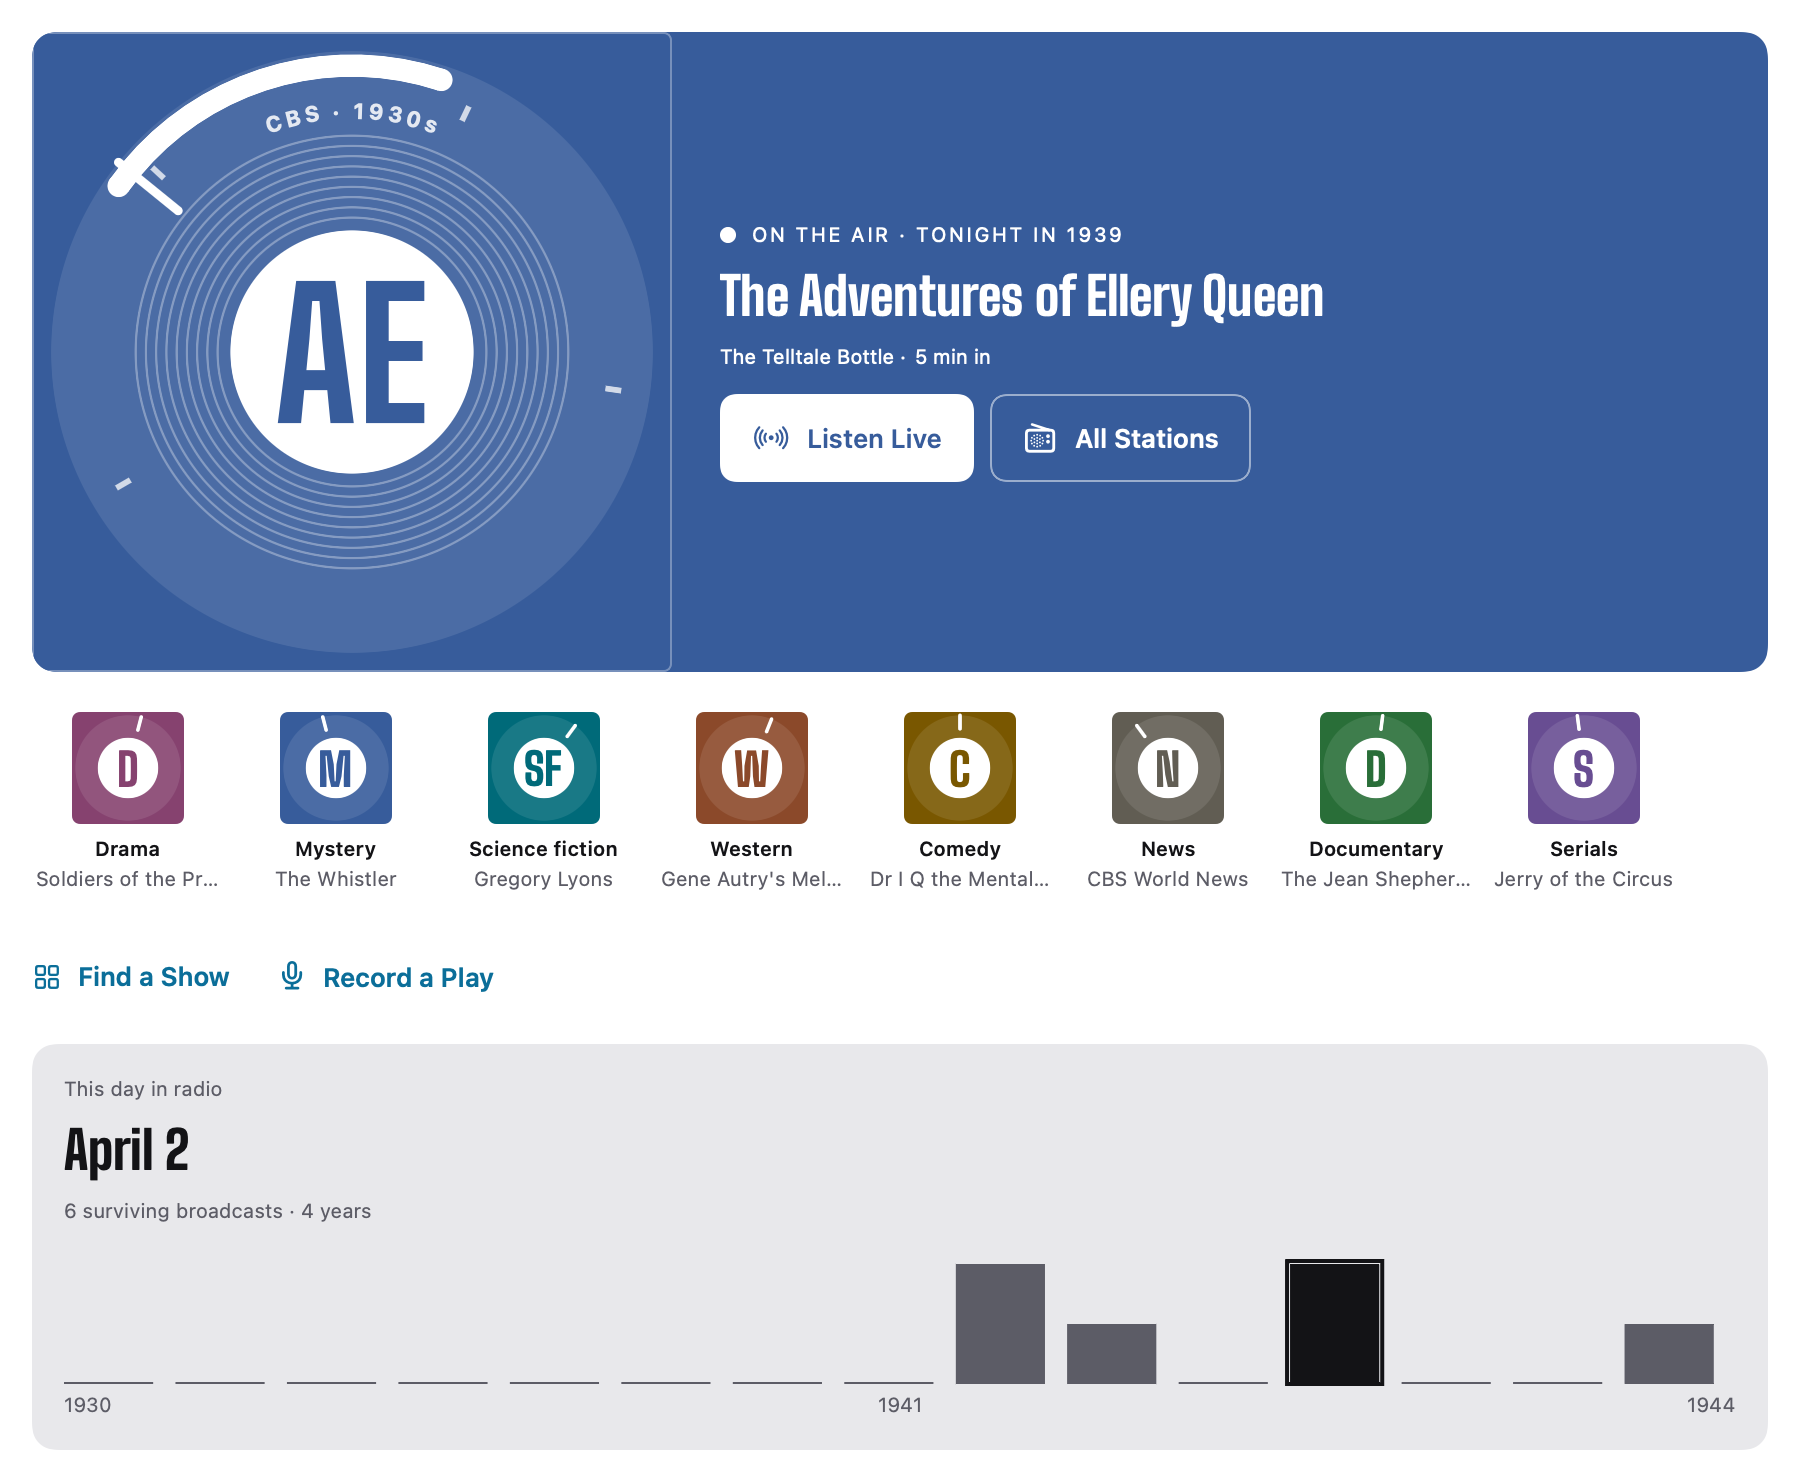 CBS · 1930s
AE
ON THE AIR · TONIGHT IN 1939
The Adventures of Ellery Queen
The Telltale Bottle · 5 min in
Listen Live
All Stations
D
M
SF
W
C
N
D
S
Drama
Mystery
Science fiction
Western
Comedy
News
Documentary
Serials
Soldiers of the Pr...
The Whistler
Gregory Lyons
Gene Autry's Mel...
Dr I Q the Mental...
CBS World News
The Jean Shepher...
Jerry of the Circus
Find a Show
Record a Play
This day in radio
April 2
6 surviving broadcasts · 4 years
1930
1941
1944